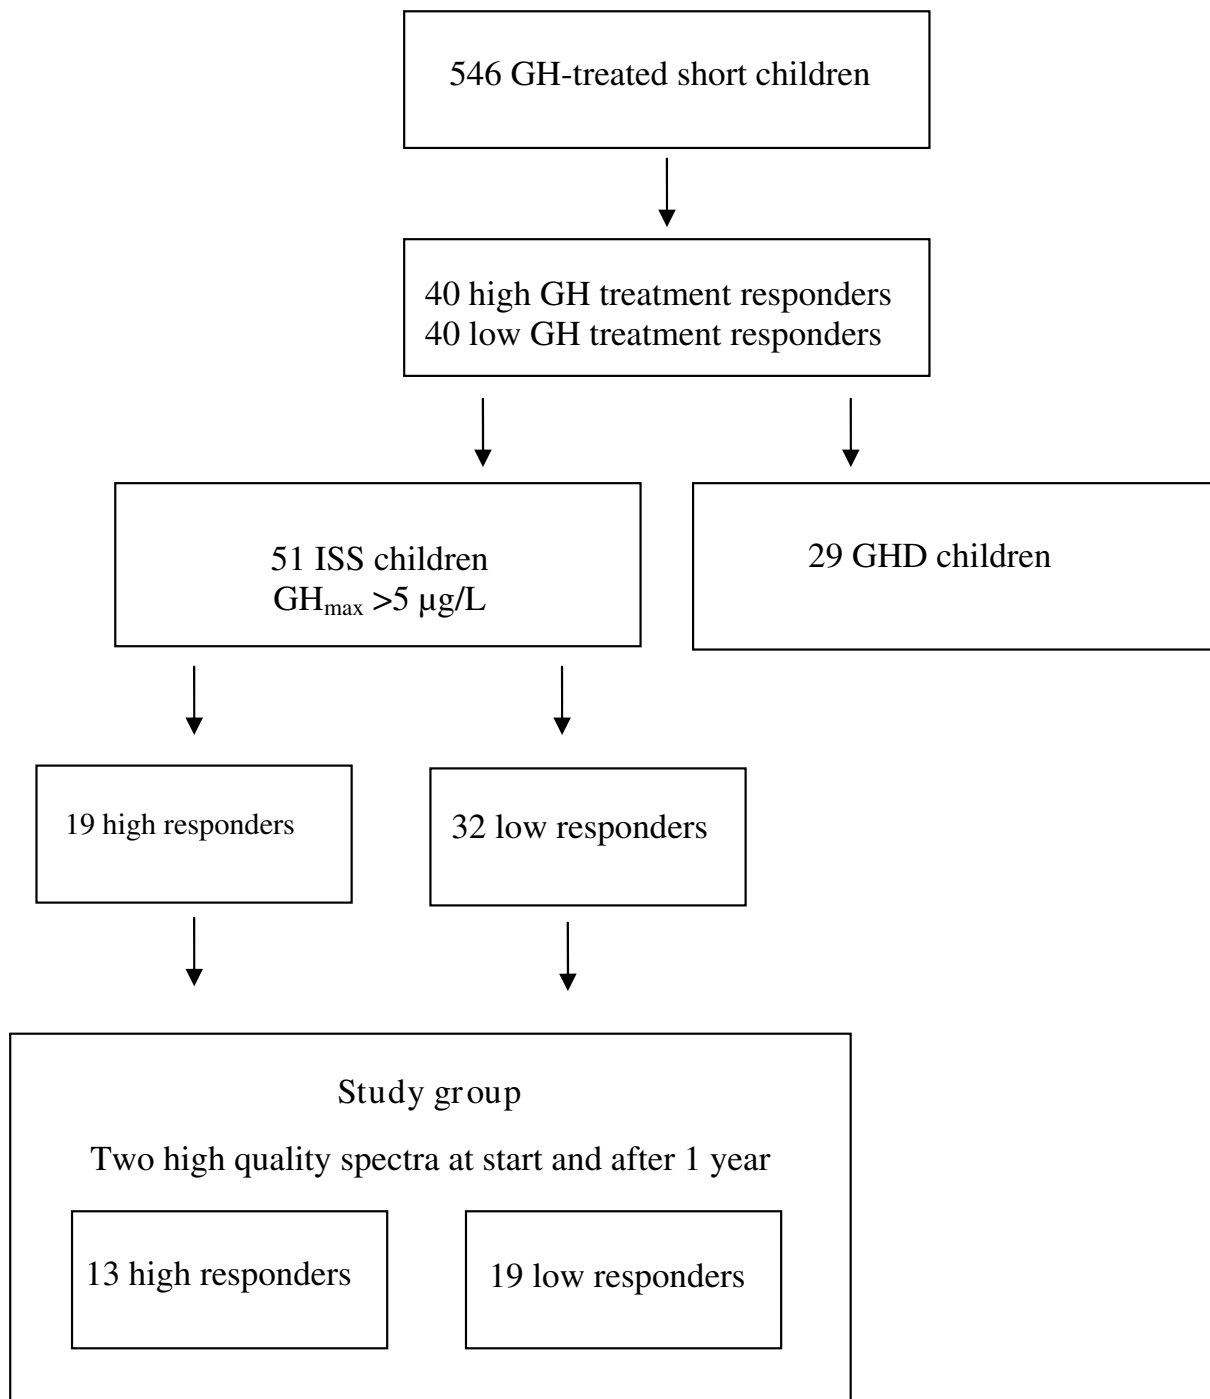 546 GH-treated short children
40 high GH treatment responders
40 low GH treatment responders
51 ISS children
GHmax >5 µg/L
29 GHD children
19 high responders
32 low responders
Study group
Two high quality spectra at start and after 1 year
13 high responders
19 low responders